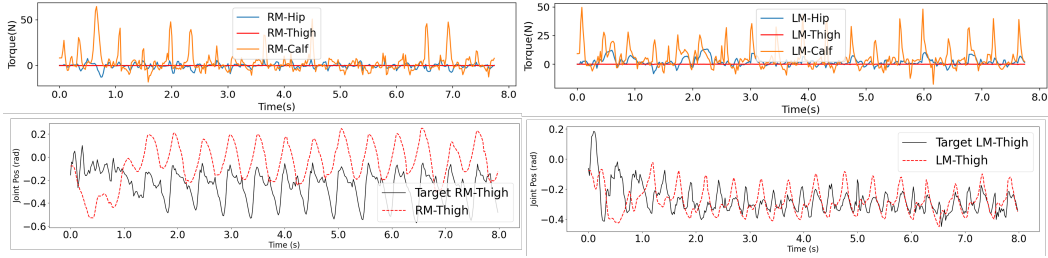 Torque(N)
50
0
RM-Hip
RM-Thigh
RM-Calf
0.0 1.0 2.0 3.0 4.0 5.0 6.0 7.0 8.0
Time(s)
Torque(N)
50
25
0
LM-Hip
LM-Thigh
LM-Calf
0.0 1.0 2.0 3.0 4.0 5.0 6.0 7.0 8.0
Time(s)
Joint Pos (rad)
0.2
0.0
−0.2
−0.4
−0.6
Target RM-Thigh
RM-Thigh
0.0 1.0 2.0 3.0 4.0 5.0 6.0 7.0 8.0
Time (s)
Joint Pos (rad)
0.2
0.0
−0.2
−0.4
Target LM-Thigh
LM-Thigh
0.0 1.0 2.0 3.0 4.0 5.0 6.0 7.0 8.0
Time (s)